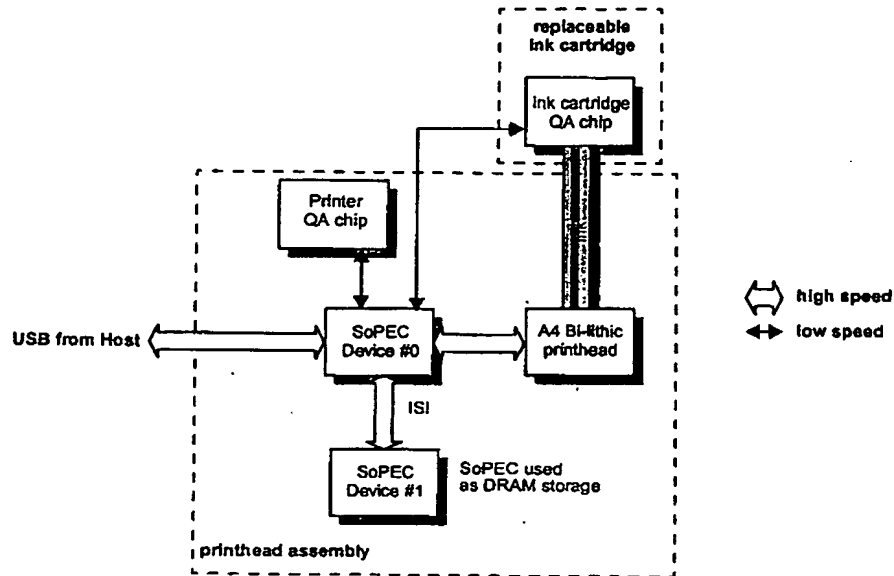 replaceable
ink cartridge
Ink cartridge
QA chip
Printer
QA chip
USB from Host
SoPEC
Device #0
A4 Bi-lithic
printhead
high speed
low speed
ISI
SoPEC
Device #1
SoPEC used
as DRAM storage
printhead assembly